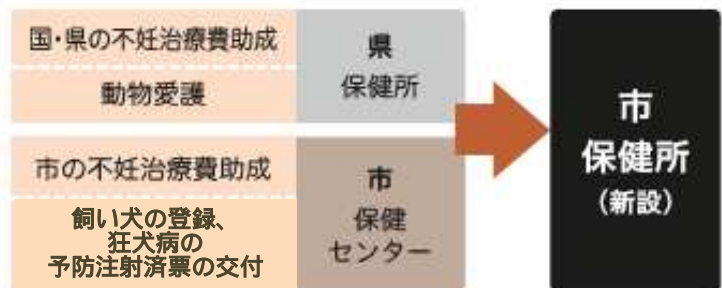 国・県の不妊治療費助成
動物愛護
県
保健所
市の不妊治療費助成
飼い犬の登録、
狂犬病の
予防注射済票の交付
市
保健
センター
市
保健所
(新設)